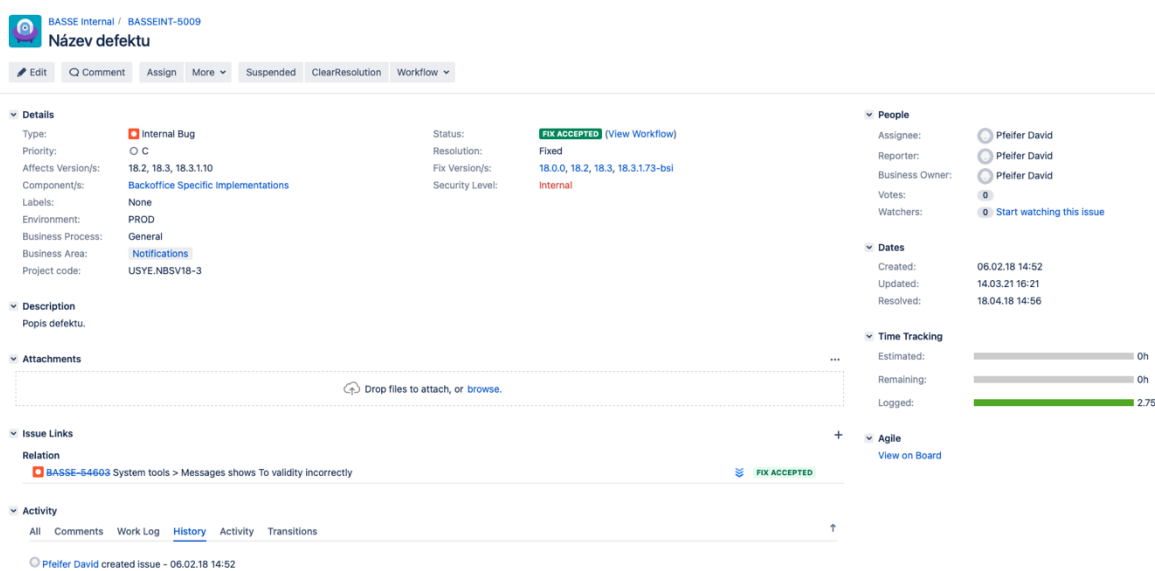 BASSE Internal / BASSEINT-5009
Název defektu
Edit Comment Assign More Suspended ClearResolution Workflow
Details
Type: Internal Bug
Priority: C
Affects Version/s: 18.2, 18.3, 18.3.1.10
Component/s: Backoffice Specific Implementations
Labels: None
Environment: PROD
Business Process: General
Business Area: Notifications
Project code: USYE.NBSV18-3
Status: FIX ACCEPTED (View Workflow)
Resolution: Fixed
Fix Version/s: 18.0.0, 18.2, 18.3, 18.3.1.73-bsi
Security Level: Internal
Description
Popis defektu.
Attachments
Drop files to attach, or browse.
Issue Links
Relation
BASSE-54603 System tools > Messages shows To validity incorrectly FIX ACCEPTED
Activity
All Comments Work Log History Activity Transitions
Pfeifer David created issue - 06.02.18 14:52
People
Assignee: Pfeifer David
Reporter: Pfeifer David
Business Owner: Pfeifer David
Votes: 0
Watchers: 0 Start watching this issue
Dates
Created: 06.02.18 14:52
Updated: 14.03.21 16:21
Resolved: 18.04.18 14:56
Time Tracking
Estimated: 0h
Remaining: 0h
Logged: 2.75
Agile
View on Board